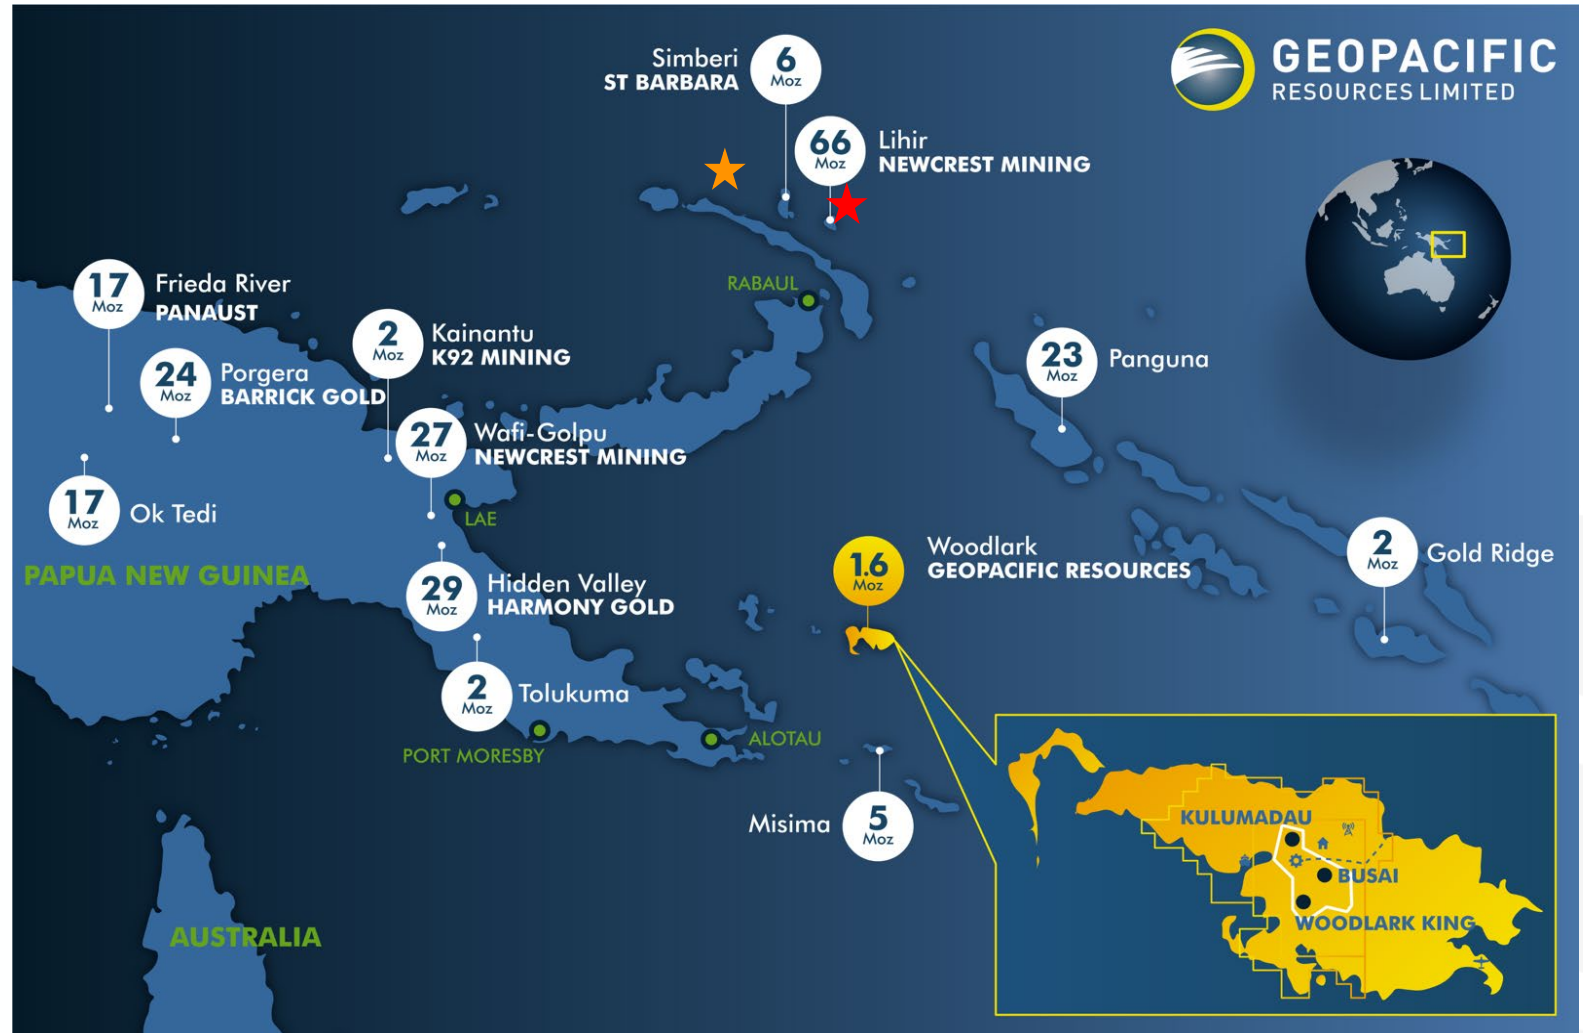 GEOPACIFIC
RESOURCES LIMITED
Simberi
ST BARBARA
6
Moz
66
Moz
Lihir
NEWCREST MINING
17
Moz
Frieda River
PANAUST
RABAUL
2
Moz
Kainantu
K92 MINING
24
Moz
Porgera
BARRICK GOLD
23
Moz
Panguna
27
Moz
Wafi-Golpu
NEWCREST MINING
17
Moz
Ok Tedi
LAE
PAPUA NEW GUINEA
1.6
Moz
Woodlark
GEOPACIFIC RESOURCES
2
Moz
Gold Ridge
29
Moz
Hidden Valley
HARMONY GOLD
2
Moz
Tolukuma
PORT MORESBY
ALOTAU
Misima
5
Moz
KULUMADAU
BUSAI
WOODLARK KING
AUSTRALIA